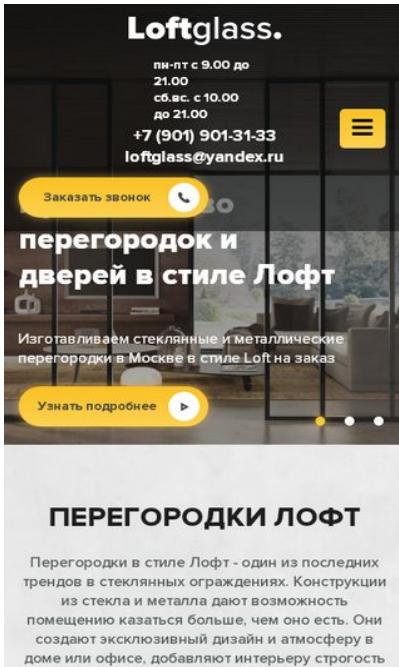 Loftglass.
пн-пт с 9.00 до
21.00
сб.вс. с 10.00
до 21.00
+7 (901) 901-31-33
loftglass@yandex.ru
Заказать звонок
перегородок и
дверей в стиле Лофт
Изготавливаем стеклянные и металлические
перегородки в Москве в стиле Loft на заказ
Узнать подробнее
ПЕРЕГОРОДКИ ЛОФТ
Перегородки в стиле Лофт - один из последних
трендов в стеклянных ограждениях. Конструкции
из стекла и металла дают возможность
помещению казаться больше, чем оно есть. Они
создают эксклюзивный дизайн и атмосферу в
доме или офисе, добавляют интерьеру строгость